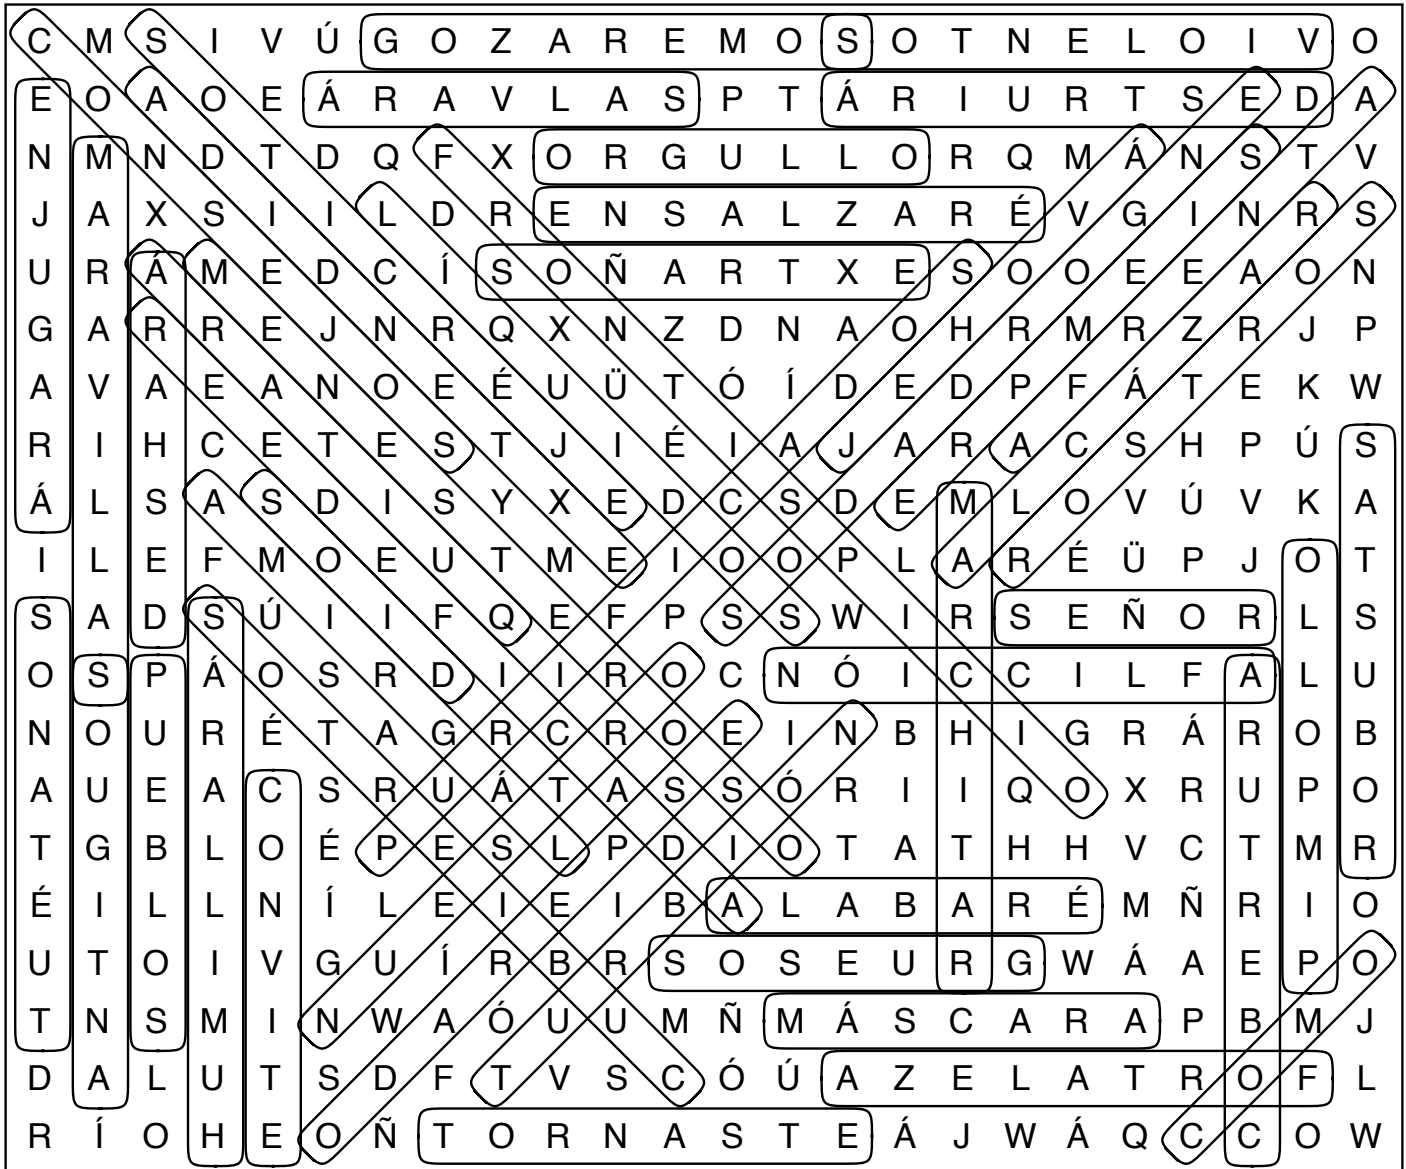 C M S I V Ú G O Z A R E M O S O T N E L O I V O
E O A O E Á R A V L A S P T Á R I U R T S E D A
N M N D T D Q F X O R G U L L O R Q M Á N S T V
J A X S I I L D R E N S A L Z A R É V G I N R S
U R Á M E D C Í S O Ñ A R T X E S O O E E A O N
G A R R E J N R Q X N Z D N A O H R M R Z R J P
A V A E A N O E É U Ü T Ó Í D E D P F Á T E K W
R I H C E T E S T J I É I A J A R A C S H P Ú S
Á L S A S D I S Y X E D C S D E M L O V Ú V K A
I L E F M O E U T M E I O O P L A R É Ü P J O T
S A D S Ú I I F Q E F P S S W I R S E Ñ O R L S
O S P Á O S R D I I R O C N Ó I C C I L F A L U
N O U R É T A G R C R O E I N B H I G R Á R O B
A U E A C S R U Á T A S S Ó R I I Q O X R U P O
T G B L O É P E S L P D I O T A T H H V C T M R
É I L L N Í L E I E I B A L A B A R É M Ñ R I O
U T O I V G U Í R B R S O S E U R G W Á A E P O
T N S M I N W A Ó U U M Ñ M Á S C A R A P B M J
D A L U T S D F T V S C Ó Ú A Z E L A T R O F L
R Í O H E O Ñ T O R N A S T E Á J W Á Q C C O W